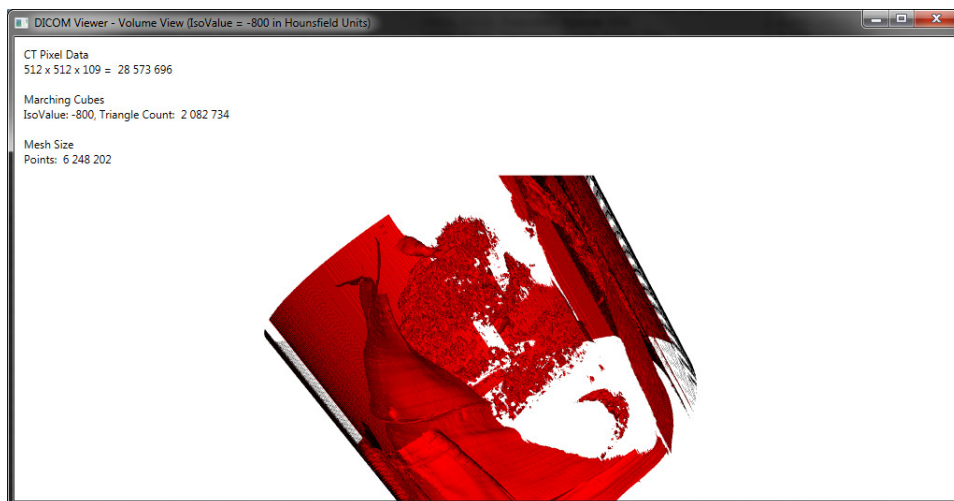 DICOM Viewer - Volume View (IsoValue = -800 in Hounsfield Units)
CT Pixel Data
512 x 512 x 109 = 28 573 696
Marching Cubes
IsoValue: -800, Triangle Count: 2 082 734
Mesh Size
Points: 6 248 202